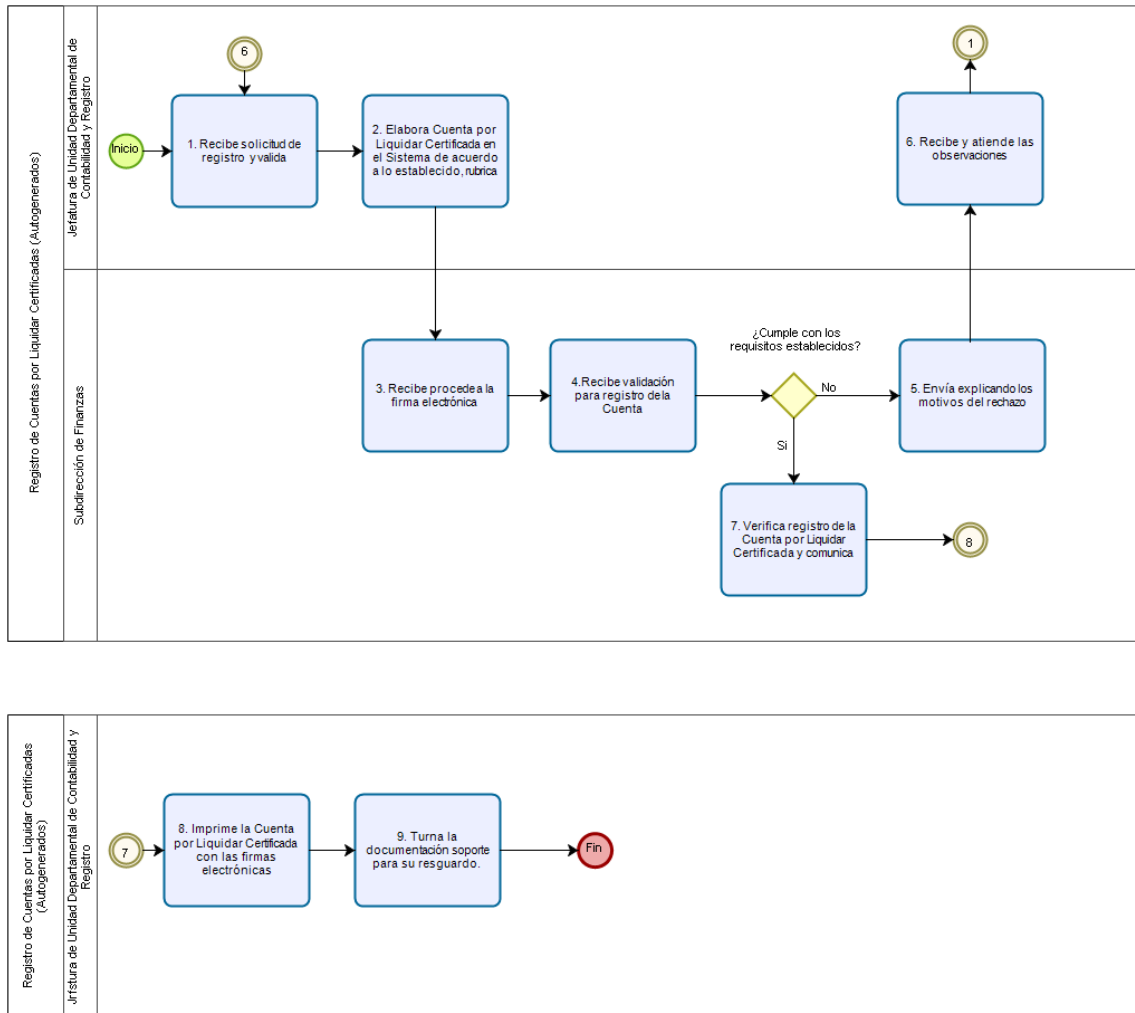 Registro de Cuentas por Liquidar Certificadas (Autogenerados)
Jefatura de Unidad Departamental de
Contabilidad y Registro
6
Inicio
1. Recibe solicitud de
registro y valida
2. Elabora Cuenta por
Liquidar Certificada en
el Sistema de acuerdo
a lo establecido, rubrica
1
6. Recibe y atiende las
observaciones
Subdirección de Finanzas
3. Recibe procede a la
firma electrónica
4.Recibe validación
para registro de la
Cuenta
¿Cumple con los
requisitos establecidos?
No
Si
5. Envía explicando los
motivos del rechazo
7. Verifica registro de la
Cuenta por Liquidar
Certificada y comunica
8
Registro de Cuentas por Liquidar Certificadas
(Autogenerados)
Jrfstura de Unidad Departamental de Contabilidad y
Registro
7
8. Imprime la Cuenta
por Liquidar Certificada
con las firmas
electrónicas
9. Turna la
documentación soporte
para su resguardo.
Fin